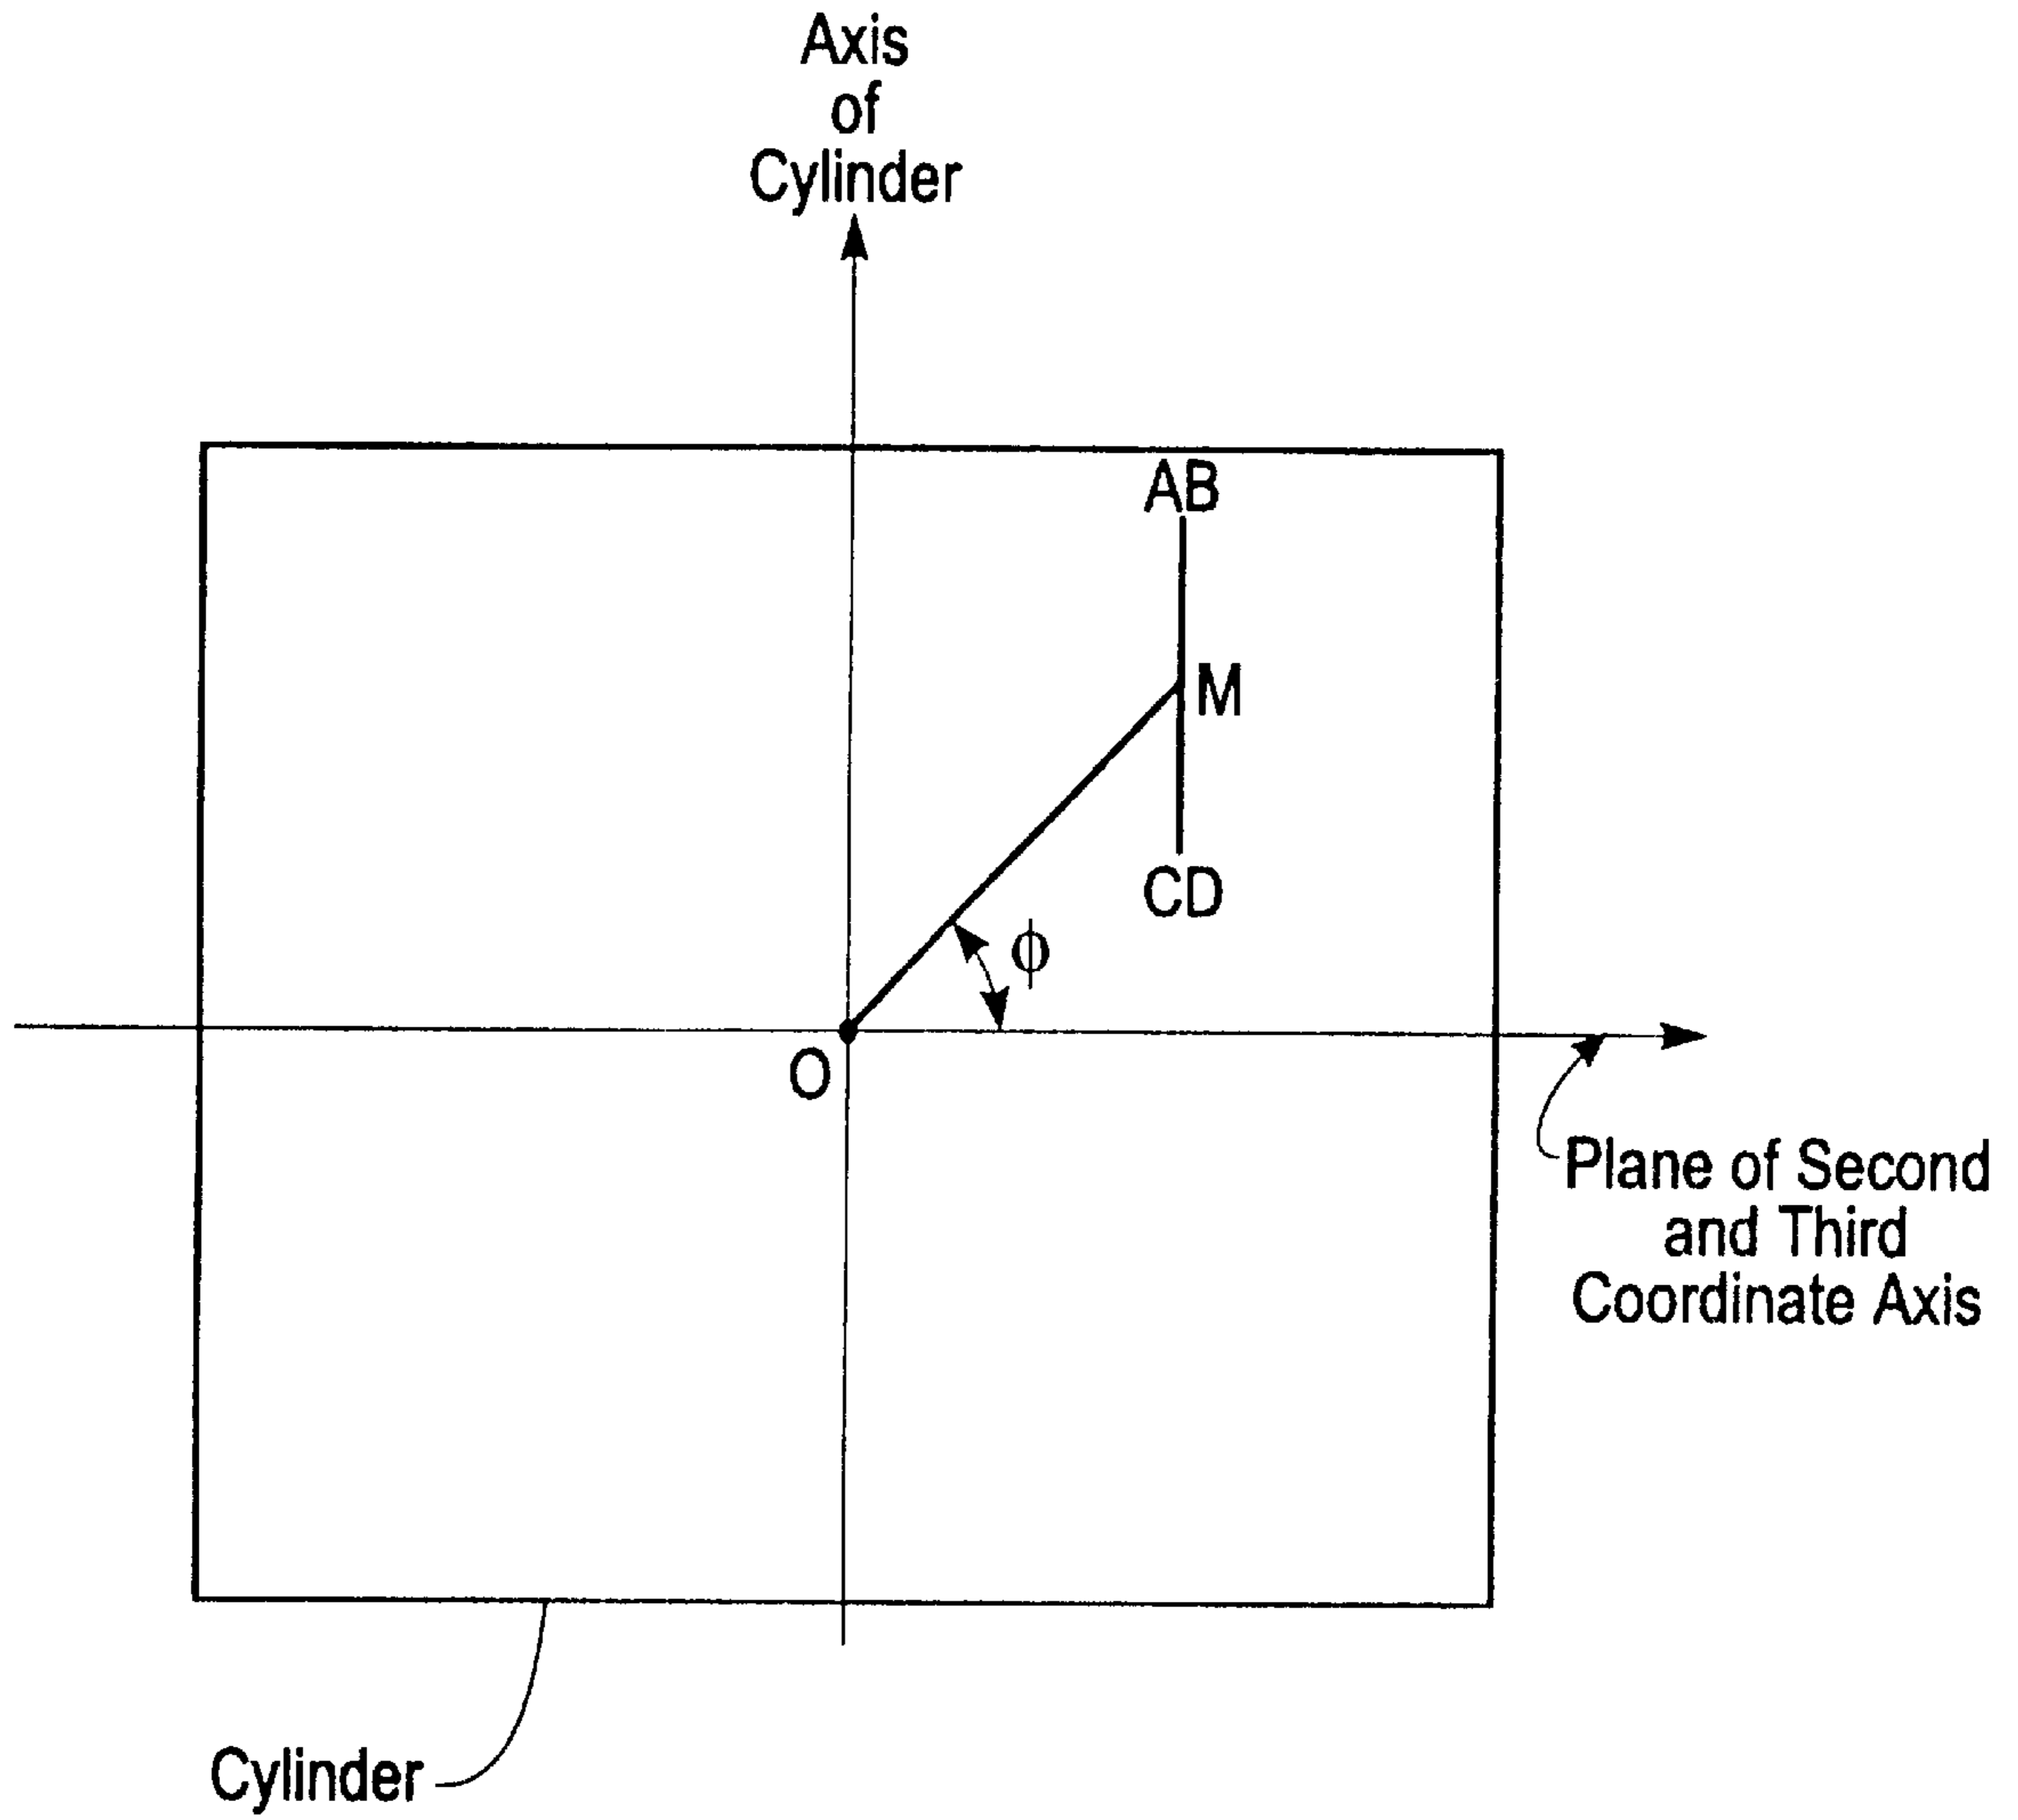 Axis
of
Cylinder
AB
M
CD
ϕ
O
Plane of Second
and Third
Coordinate Axis
Cylinder